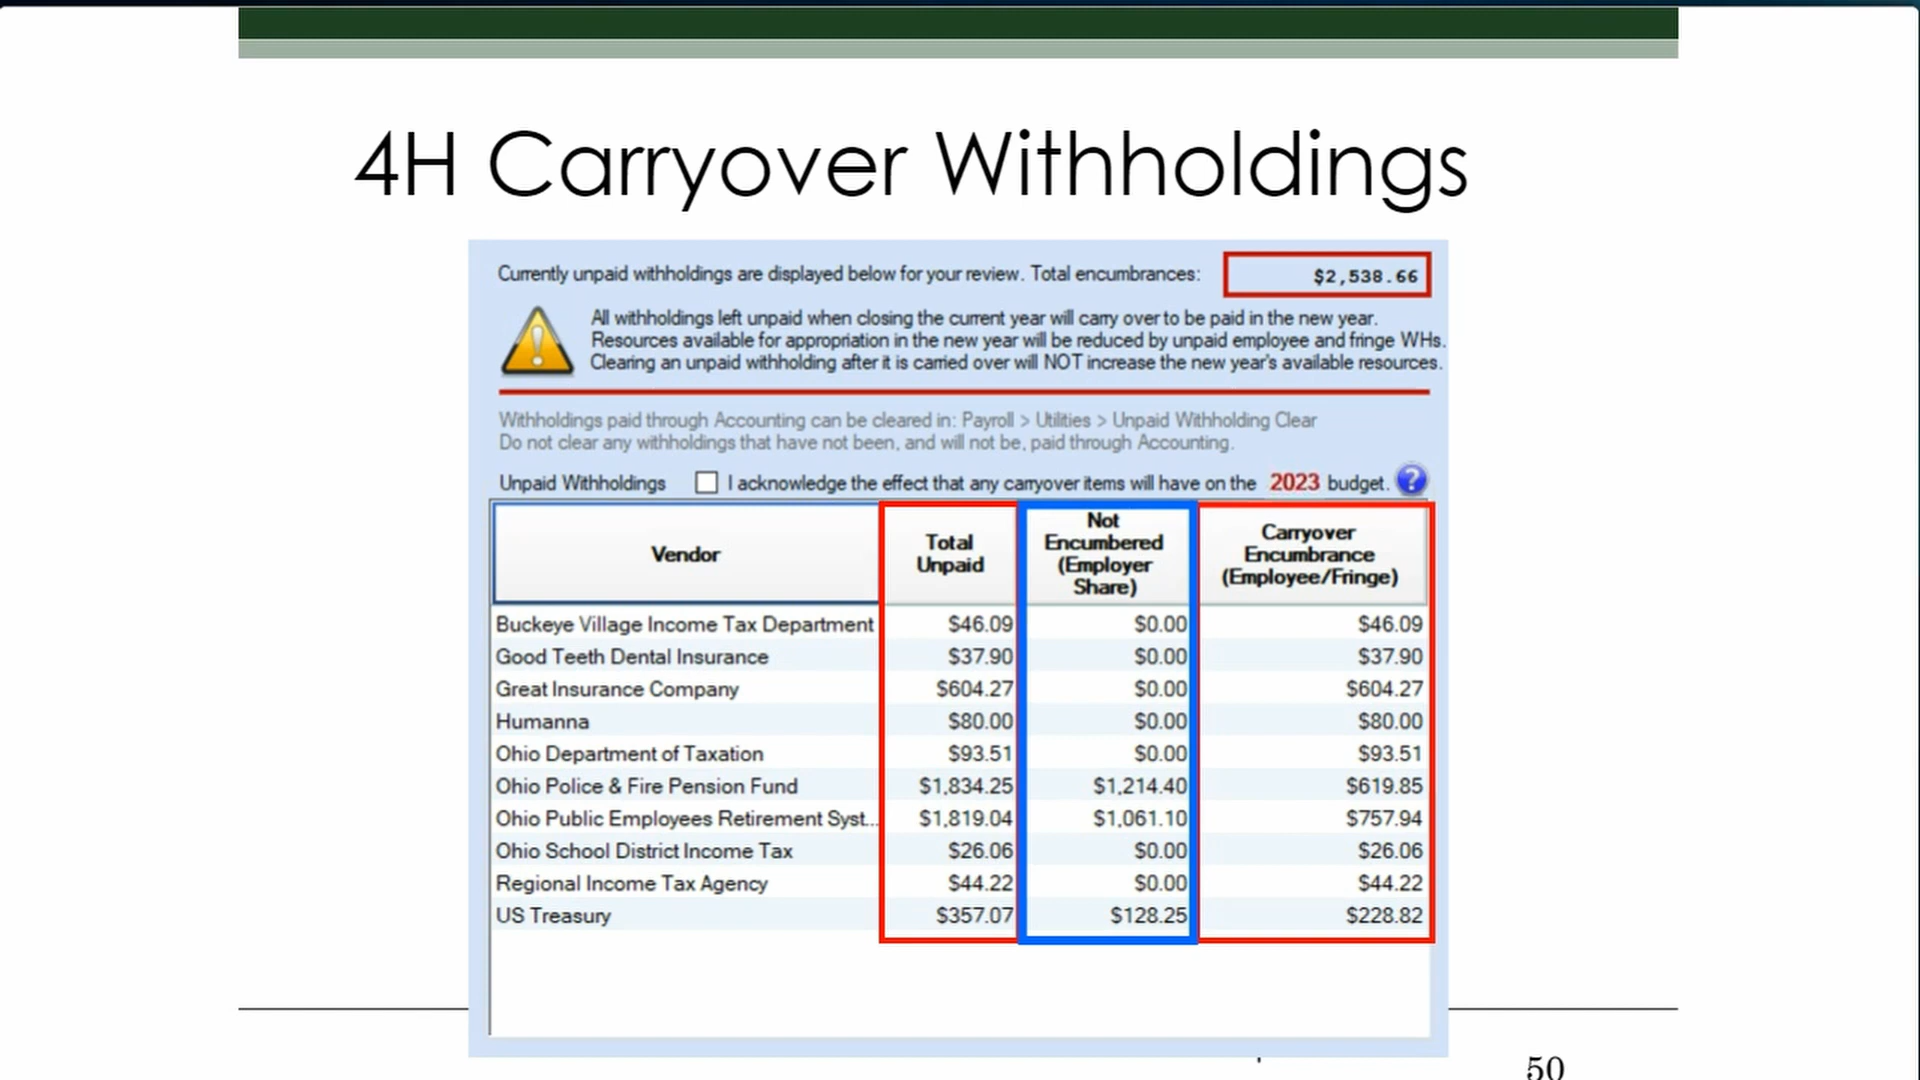 4H Carryover Withholdings
Currently unpaid withholdings are displayed below for your review. Total encumbrances: $2,538.66
All withholdings left unpaid when closing the current year will carry over to be paid in the new year.
Resources available for appropriation in the new year will be reduced by unpaid employee and fringe WHs.
Clearing an unpaid withholding after it is carried over will NOT increase the new year's available resources.
Withholdings paid through Accounting can be cleared in: Payroll > Utilities > Unpaid Withholding Clear
Do not clear any withholdings that have not been, and will not be, paid through Accounting.
Unpaid Withholdings I acknowledge the effect that any carryover items will have on the 2023 budget. ?
Vendor
Total
Unpaid
Not
Encumbered
(Employer
Share)
Carryover
Encumbrance
(Employee/Fringe)
Buckeye Village Income Tax Department $46.09 $0.00 $46.09
Good Teeth Dental Insurance $37.90 $0.00 $37.90
Great Insurance Company $604.27 $0.00 $604.27
Humanna $80.00 $0.00 $80.00
Ohio Department of Taxation $93.51 $0.00 $93.51
Ohio Police & Fire Pension Fund $1,834.25 $1,214.40 $619.85
Ohio Public Employees Retirement Syst... $1,819.04 $1,061.10 $757.94
Ohio School District Income Tax $26.06 $0.00 $26.06
Regional Income Tax Agency $44.22 $0.00 $44.22
US Treasury $357.07 $128.25 $228.82
50